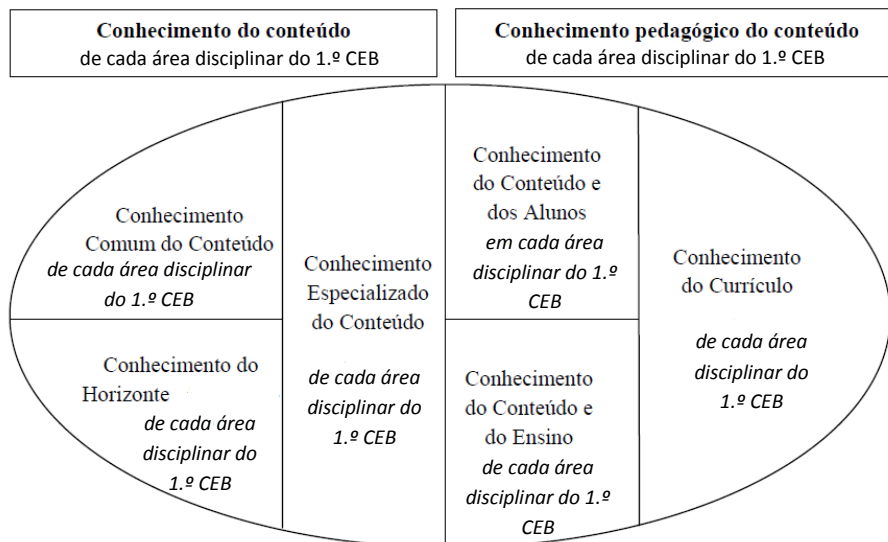 Conhecimento do conteúdo
de cada área disciplinar do 1.º CEB
Conhecimento pedagógico do conteúdo
de cada área disciplinar do 1.º CEB
Conhecimento
Comum do Conteúdo
de cada área disciplinar
do 1.º CEB
Conhecimento do
Horizonte
de cada área
disciplinar do
1.º CEB
Conhecimento
Especializado
do Conteúdo
de cada área
disciplinar do
1.º CEB
Conhecimento
do Conteúdo e
dos Alunos
em cada área
disciplinar do 1.º
CEB
Conhecimento
do Conteúdo e
do Ensino
de cada área
disciplinar do 1.º
CEB
Conhecimento
do Currículo
de cada área
disciplinar do
1.º CEB